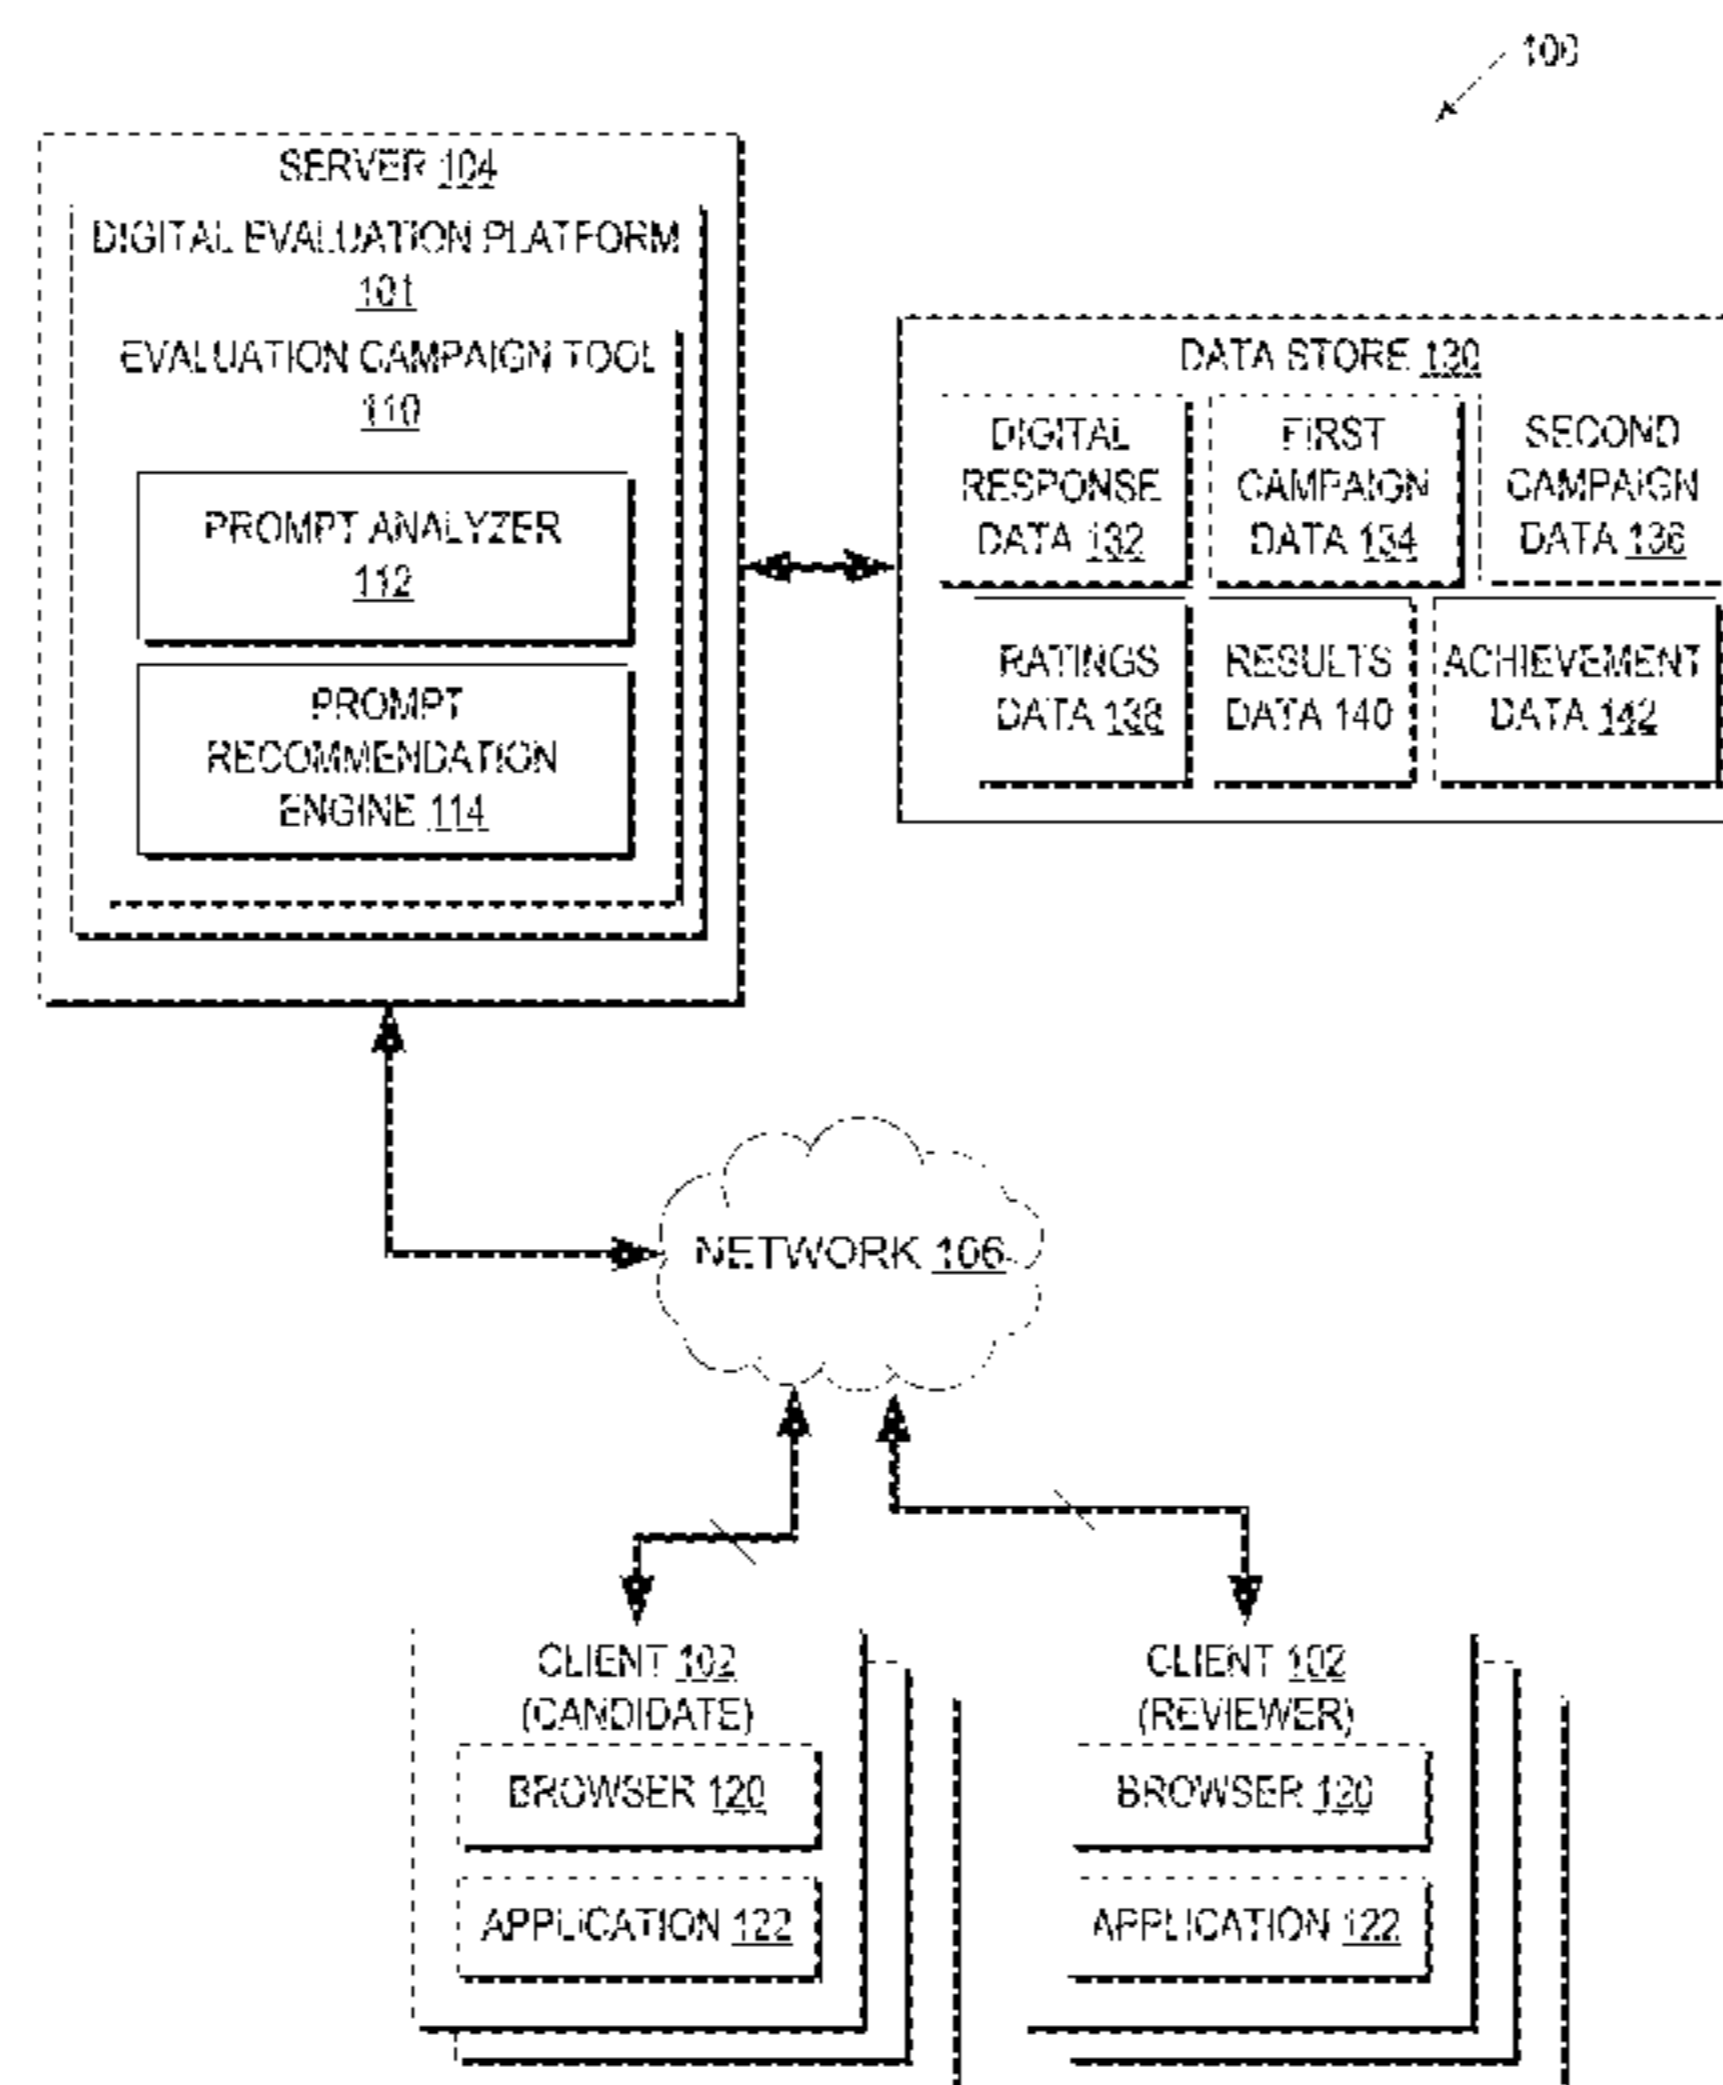 100
SERVER 104
DIGITAL EVALUATION PLATFORM
101
EVALUATION CAMPAIGN TOOL
110
PROMPT ANALYZER
112
PROMPT
RECOMMENDATION
ENGINE 114
DATA STORE 130
DIGITAL
RESPONSE
DATA 132
FIRST
CAMPAIGN
DATA 134
SECOND
CAMPAIGN
DATA 136
RATINGS
DATA 138
RESULTS
DATA 140
ACHIEVEMENT
DATA 142
NETWORK 106
CLIENT 102
(CANDIDATE)
BROWSER 120
APPLICATION 122
CLIENT 102
(REVIEWER)
BROWSER 120
APPLICATION 122